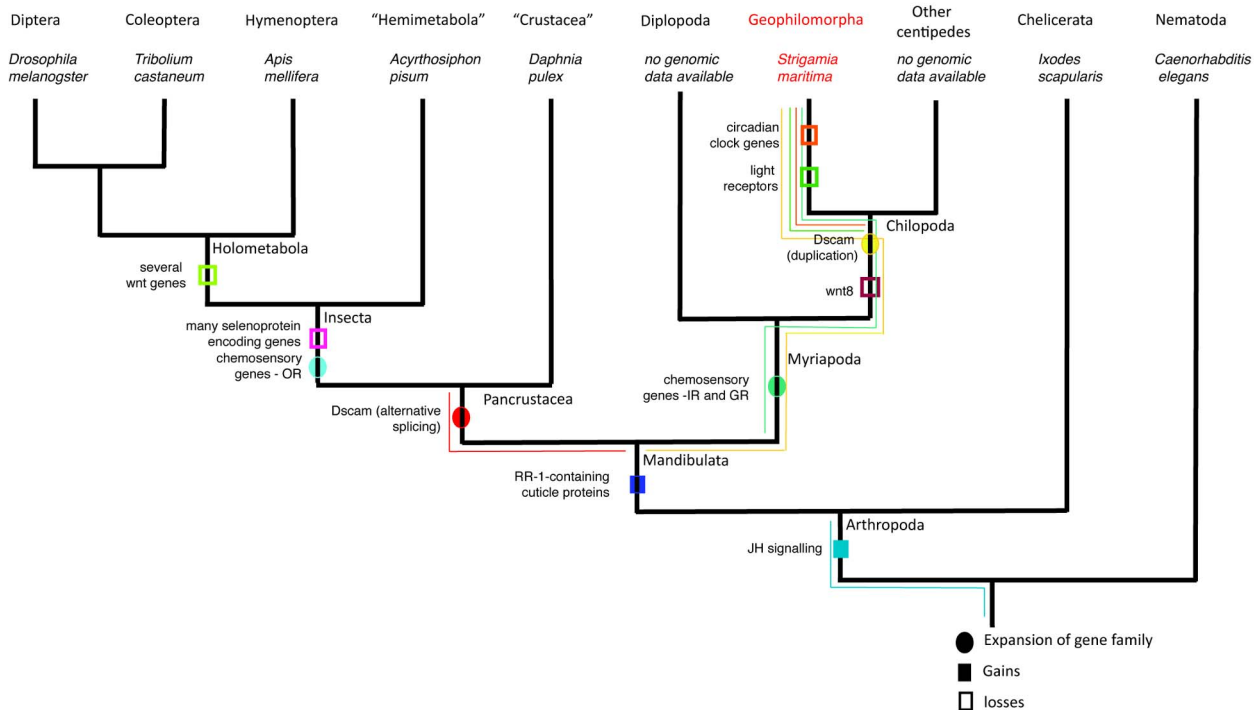 Diptera
Coleoptera
Hymenoptera
“Hemimetabola”
“Crustacea”
Diplopoda
Geophilomorpha
Other
centipedes
Chelicerata
Nematoda
Drosophila
melanogster
Tribolium
castaneum
Apis
mellifera
Acyrthosiphon
pisum
Daphnia
pulex
no genomic
data available
Strigamia
maritima
no genomic
data available
Ixodes
scapularis
Caenorhabditis
elegans
circadian
clock genes
light
receptors
Chilopoda
Dscam
(duplication)
wnt8
Holometabola
several
wnt genes
Insecta
many selenoprotein
encoding genes
chemosensory
genes - OR
Myriapoda
chemosensory
genes -IR and GR
Pancrustacea
Dscam (alternative
splicing)
Mandibulata
RR-1-containing
cuticle proteins
Arthropoda
JH signalling
Expansion of gene family
Gains
losses